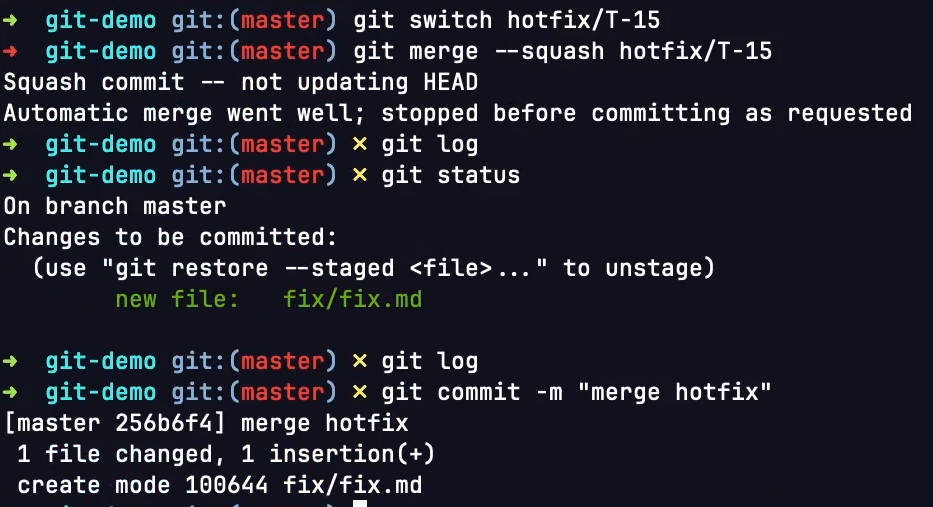 ➜  git-demo git:(master) git switch hotfix/T-15
➜  git-demo git:(master) git merge --squash hotfix/T-15
Squash commit -- not updating HEAD
Automatic merge went well; stopped before committing as requested
➜  git-demo git:(master) ✗ git log
➜  git-demo git:(master) ✗ git status
On branch master
Changes to be committed:
  (use "git restore --staged <file>..." to unstage)
        new file:   fix/fix.md
➜  git-demo git:(master) ✗ git log
➜  git-demo git:(master) ✗ git commit -m "merge hotfix"
[master 256b6f4] merge hotfix
 1 file changed, 1 insertion(+)
 create mode 100644 fix/fix.md